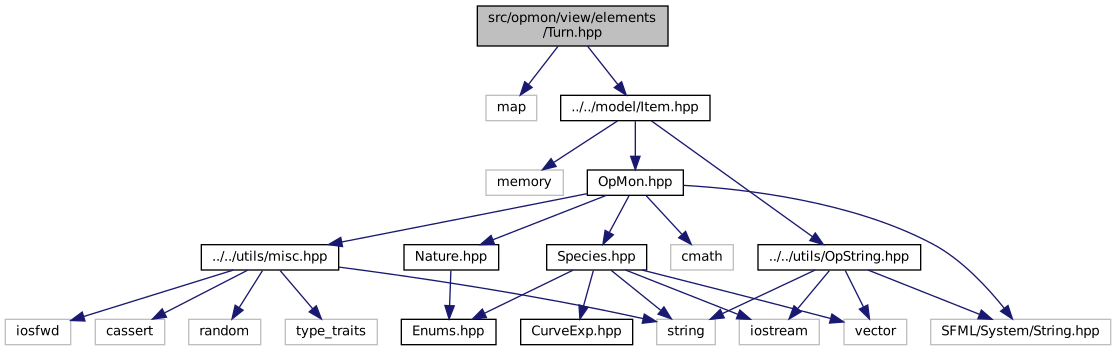 src/opmon/view/elements
/Turn.hpp
map
../../model/Item.hpp
memory
OpMon.hpp
../../utils/misc.hpp
Nature.hpp
Species.hpp
cmath
../../utils/OpString.hpp
iosfwd
cassert
random
type_traits
Enums.hpp
CurveExp.hpp
string
iostream
vector
SFML/System/String.hpp